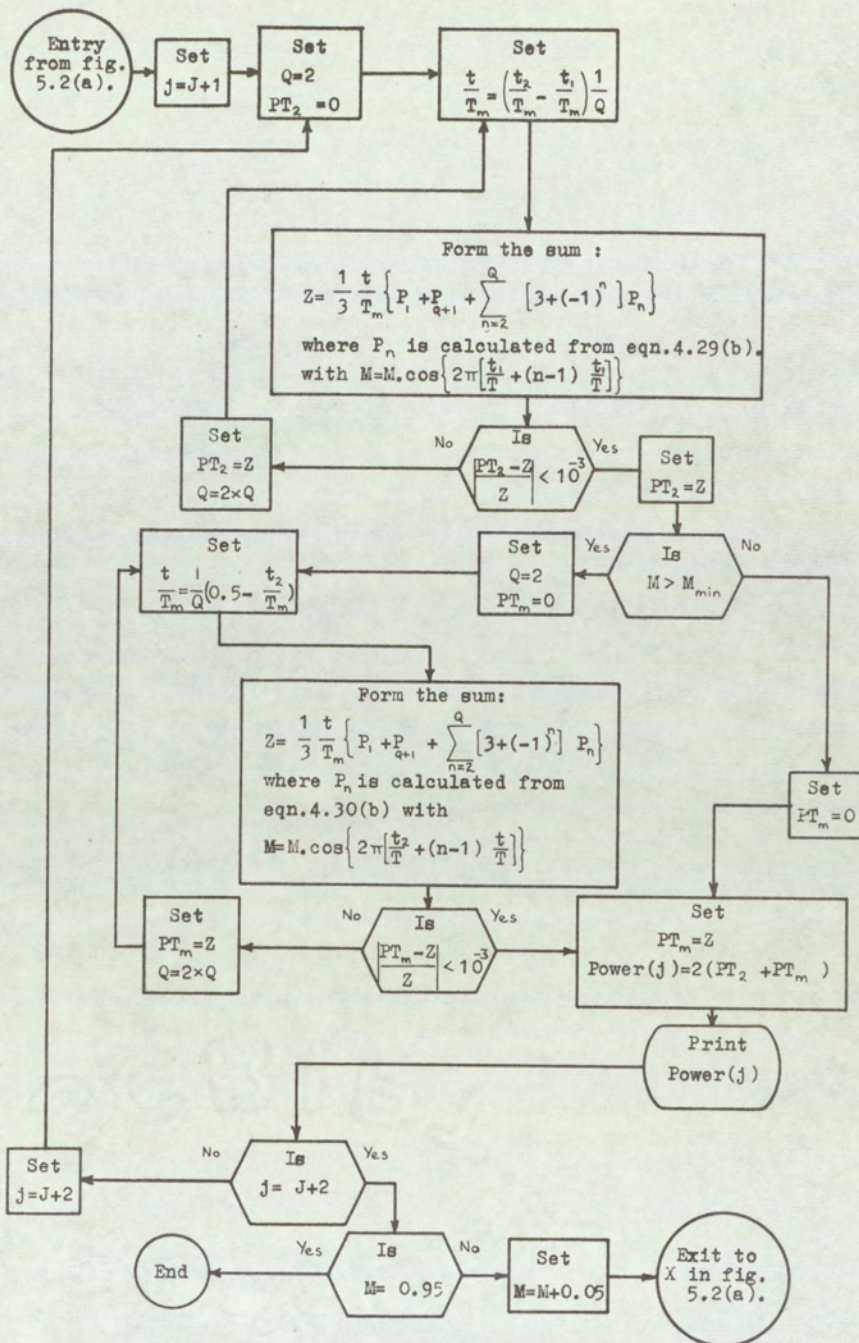 Entry
from fig.
5.2(a).
Set
j=J+1
Set
Q=2
PT₂ =0
Set
t/Tₘ = (t₂/Tₘ - t₁/Tₘ) 1/Q
Form the sum :
Z= 1/3 t/Tₘ {P₁ +P_Q+1 + ∑ⁿ⁼²^Q [3+(-1)ⁿ ]Pₙ}
where Pₙ is calculated from eqn.4.29(b).
with M=M.cos{2π[t₁/T +(n-1) t₁/T]}
No
Is
|PT₂ -Z / Z| < 10⁻³
Yes
Set
PT₂ =Z
Q=2×Q
Set
PT₂ =Z
Set
t/Tₘ = 1/Q (0.5- t₂/Tₘ)
Set
Q=2
PTₘ =0
Yes
Is
M > M_min
No
Form the sum:
Z= 1/3 t/Tₘ {P₁ +P_Q+1 + ∑ⁿ⁼²^Q [3+(-1)ⁿ] Pₙ}
where Pₙ is calculated from
eqn.4.30(b) with
M=M.cos{2π[t₂/T +(n-1) t/T]}
Set
PTₘ =0
Set
PTₘ =Z
Q=2×Q
No
Is
|PTₘ -Z / Z| < 10⁻³
Yes
Set
PTₘ =Z
Power(j)=2(PT₂ +PTₘ )
Print
Power(j)
Set
j=J+2
No
Is
j= J+2
Yes
End
Yes
Is
M= 0.95
No
Set
M=M+0.05
Exit to
X in fig.
5.2(a).